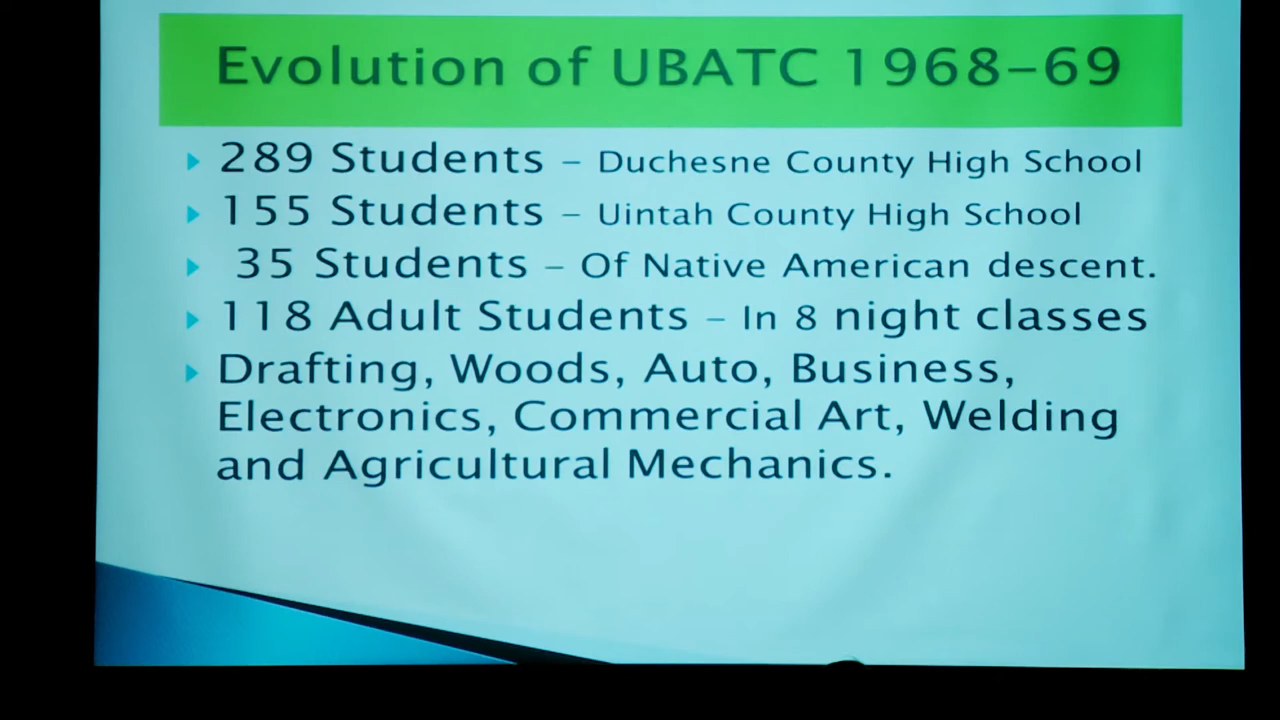 Evolution of UBATC 1968–69
289 Students – Duchesne County High School
155 Students – Uintah County High School
35 Students – Of Native American descent.
118 Adult Students – In 8 night classes
Drafting, Woods, Auto, Business,
Electronics, Commercial Art, Welding
and Agricultural Mechanics.